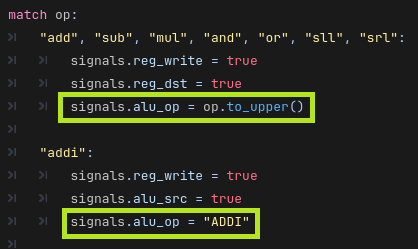 match op:
"add", "sub", "mul", "and", "or", "sll", "srl":
signals.reg_write = true
signals.reg_dst = true
signals.alu_op = op.to_upper()
"addi":
signals.reg_write = true
signals.alu_src = true
signals.alu_op = "ADDI"